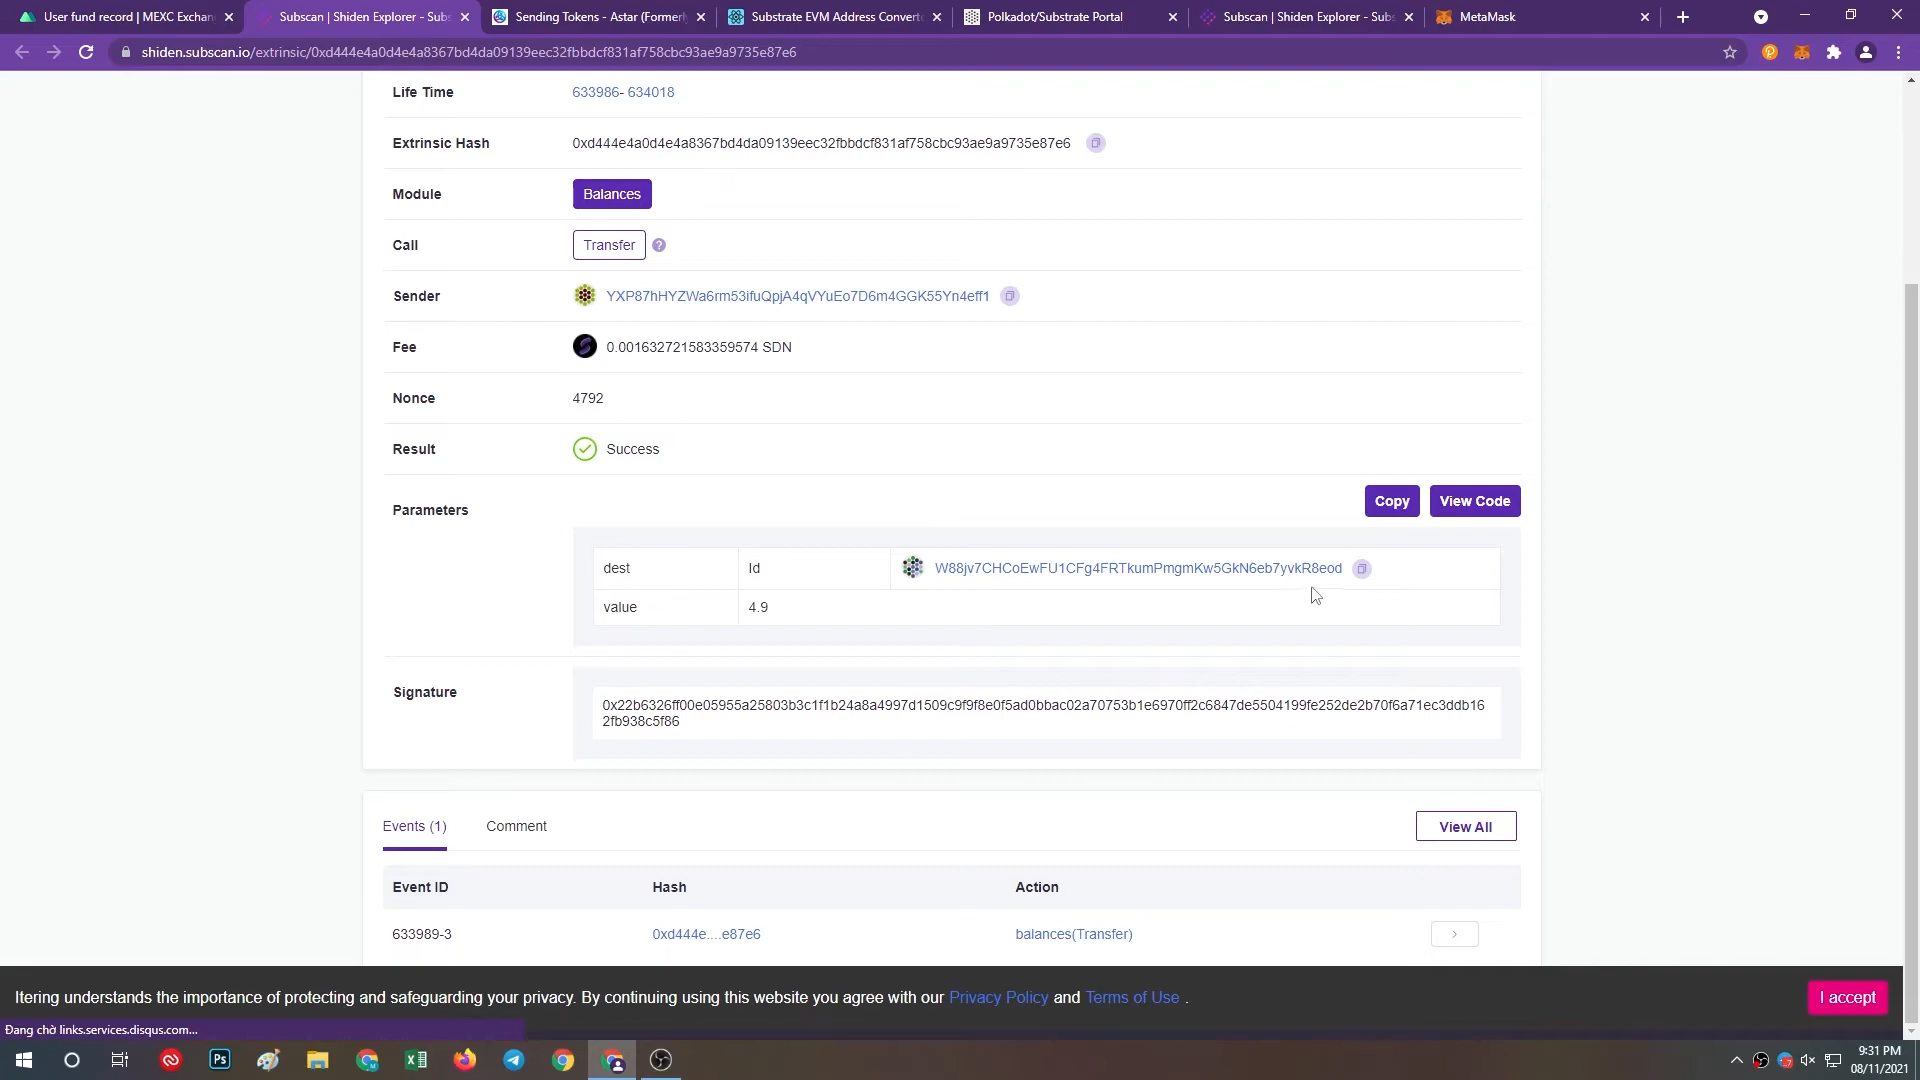 User fund record | MEXC Exchan
Subscan | Shiden Explorer - Subs
Sending Tokens - Astar (Formerly
Substrate EVM Address Converte
Polkadot/Substrate Portal
Subscan | Shiden Explorer - Subs
MetaMask
shiden.subscan.io/extrinsic/0xd444e4a0d4e4a8367bd4da09139eec32fbbdcf831af758cbc93ae9a9735e87e6
Life Time
633986- 634018
Extrinsic Hash
0xd444e4a0d4e4a8367bd4da09139eec32fbbdcf831af758cbc93ae9a9735e87e6
Module
Balances
Call
Transfer
?
Sender
YXP87hHYZWa6rm53ifuQpjA4qVYuEo7D6m4GGK55Yn4eff1
Fee
0.001632721583359574 SDN
Nonce
4792
Result
Success
Parameters
Copy
View Code
dest
Id
W88jv7CHCoEwFU1CFg4FRTkumPmgmKw5GkN6eb7yvkR8eod
value
4.9
Signature
0x22b6326ff00e05955a25803b3c1f1b24a8a4997d1509c9f9f8e0f5ad0bbac02a70753b1e6970ff2c6847de5504199fe252de2b70f6a71ec3ddb16
2fb938c5f86
Events (1)
Comment
View All
Event ID
Hash
Action
633989-3
0xd444e....e87e6
balances(Transfer)
Itering understands the importance of protecting and safeguarding your privacy. By continuing using this website you agree with our Privacy Policy and Terms of Use .
I accept
Đang chờ links.services.disqus.com...
Ps
9:31 PM
08/11/2021